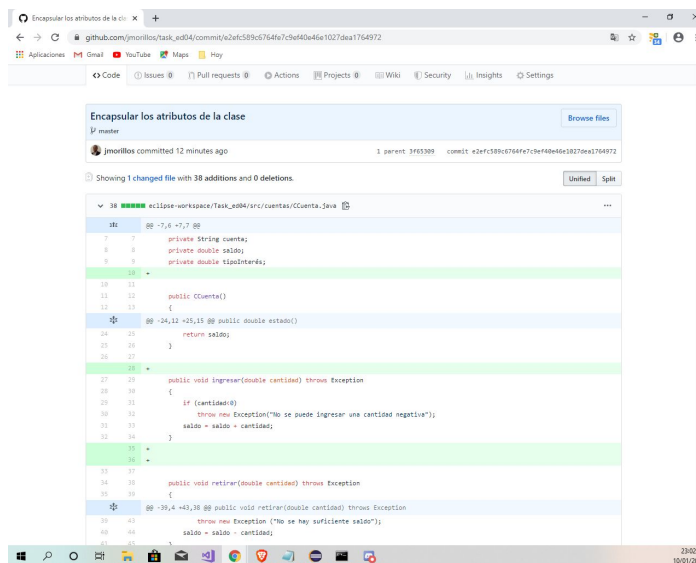 Encapsular los atributos de la cla
github.com/jmorillos/task_ed04/commit/e2efc589c6764fe7c9ef40e46e1027dea1764972
Aplicaciones Gmail YouTube Maps Hoy
Code Issues 0 Pull requests 0 Actions Projects 0 Wiki Security Insights Settings
Encapsular los atributos de la clase
Browse files
master
jmorillos committed 12 minutes ago
1 parent 3f65309 commit e2efc589c6764fe7c9ef40e46e1027dea1764972
Showing 1 changed file with 38 additions and 0 deletions.
Unified Split
38 eclipse-workspace/Task_ed04/src/cuentas/CCuenta.java
@@ -7,6 +7,7 @@
7 7 private String cuenta;
8 8 private double saldo;
9 9 private double tipoInterés;
10 +
10 11
11 12 public CCuenta()
12 13 {
@@ -24,12 +25,15 @@ public double estado()
24 25 return saldo;
25 26 }
26 27
28 +
27 29 public void ingresar(double cantidad) throws Exception
28 30 {
29 31 if (cantidad<0)
30 32 throw new Exception("No se puede ingresar una cantidad negativa");
31 33 saldo = saldo + cantidad;
32 34 }
35 +
36 +
33 37
34 38 public void retirar(double cantidad) throws Exception
35 39 {
@@ -39,4 +43,38 @@ public void retirar(double cantidad) throws Exception
39 43 throw new Exception ("No se hay suficiente saldo");
40 44 saldo = saldo - cantidad;
41 45 }
23:02
10/01/20